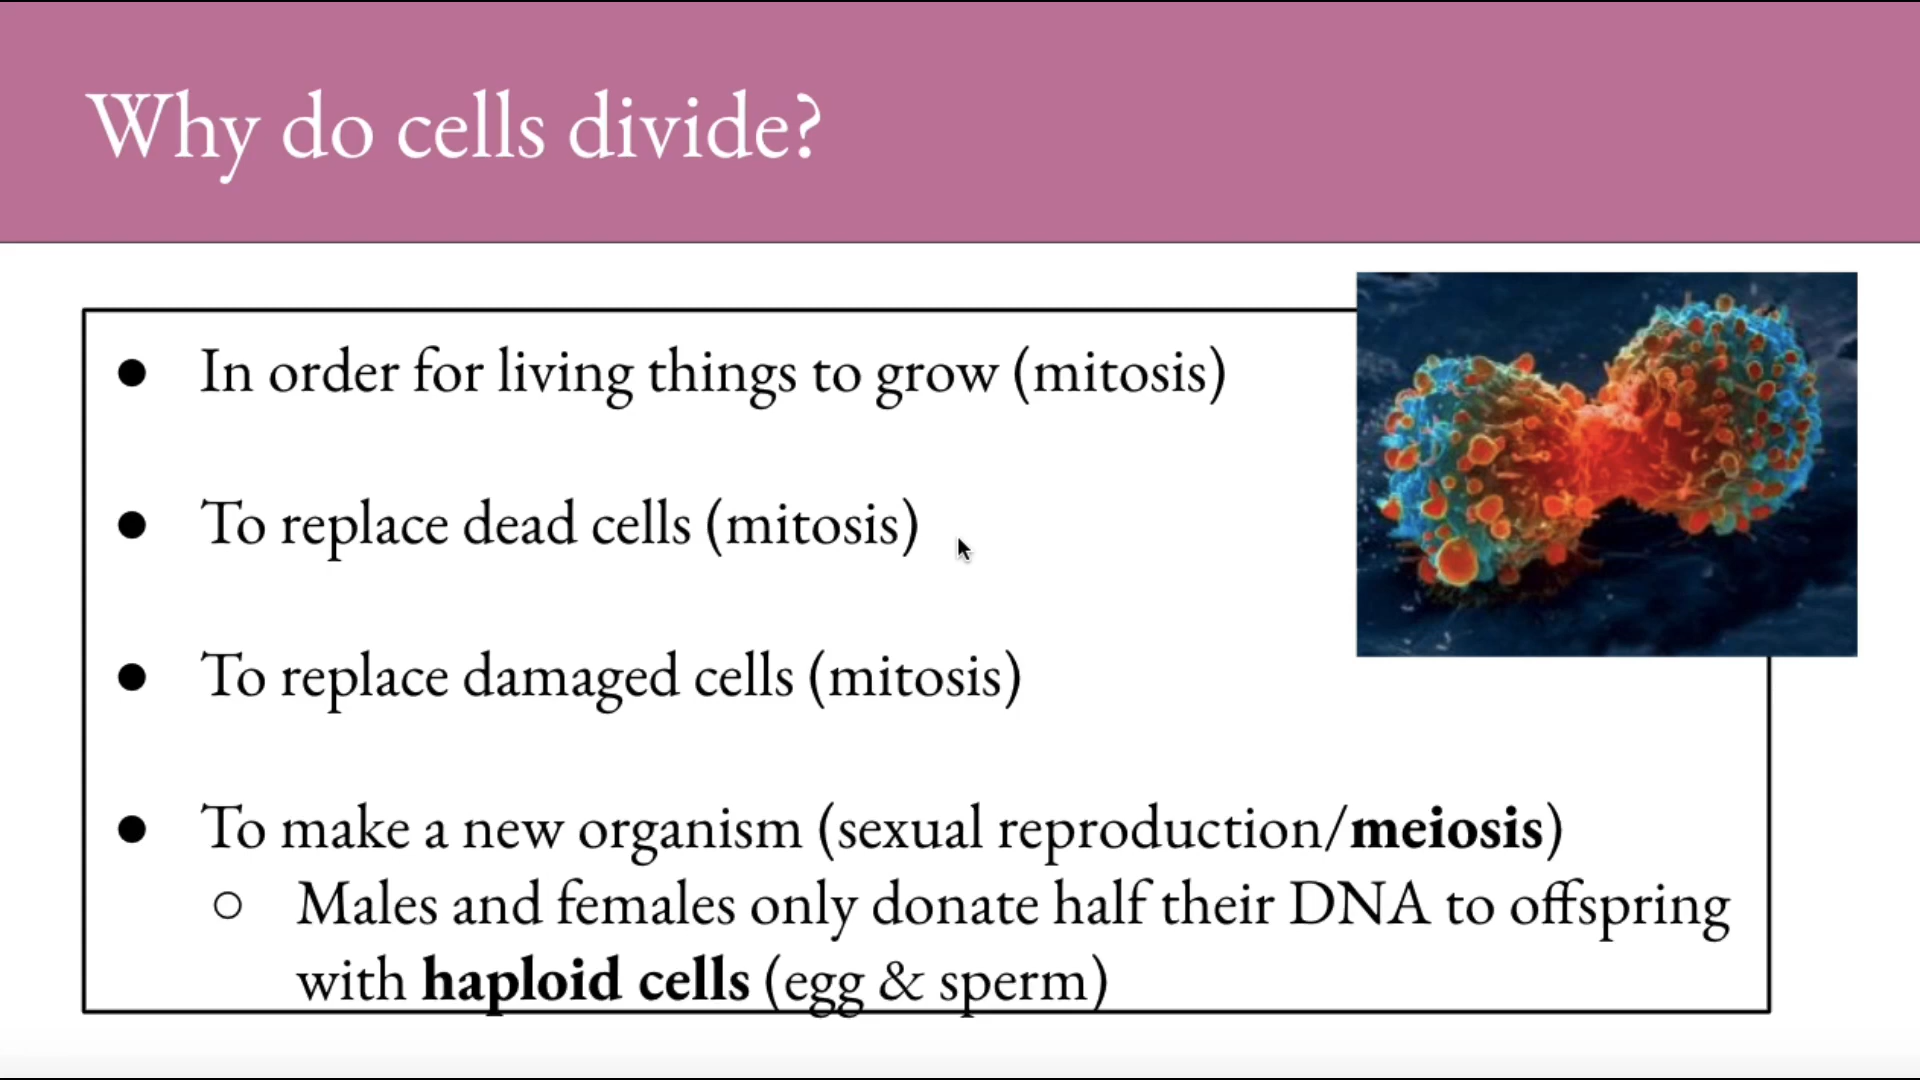 Why do cells divide?
● In order for living things to grow (mitosis)
● To replace dead cells (mitosis)
● To replace damaged cells (mitosis)
● To make a new organism (sexual reproduction/meiosis)
○ Males and females only donate half their DNA to offspring
with haploid cells (egg & sperm)